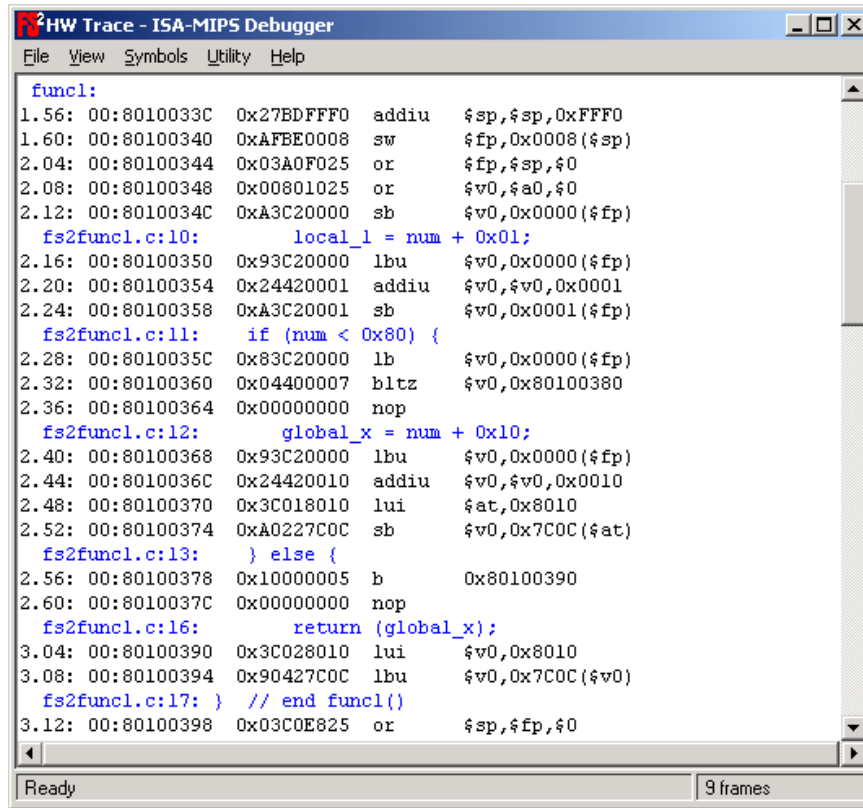 FS2 HW Trace - ISA-MIPS Debugger
File View Symbols Utility Help
func1:
1.56: 00:8010033C 0x27BDFFF0 addiu $sp,$sp,0xFFF0
1.60: 00:80100340 0xAFBE0008 sw $fp,0x0008($sp)
2.04: 00:80100344 0x03A0F025 or $fp,$sp,$0
2.08: 00:80100348 0x00801025 or $v0,$a0,$0
2.12: 00:8010034C 0xA3C20000 sb $v0,0x0000($fp)
fs2func1.c:10: local_1 = num + 0x01;
2.16: 00:80100350 0x93C20000 lbu $v0,0x0000($fp)
2.20: 00:80100354 0x24420001 addiu $v0,$v0,0x0001
2.24: 00:80100358 0xA3C20001 sb $v0,0x0001($fp)
fs2func1.c:11: if (num < 0x80) {
2.28: 00:8010035C 0x83C20000 lb $v0,0x0000($fp)
2.32: 00:80100360 0x04400007 bltz $v0,0x80100380
2.36: 00:80100364 0x00000000 nop
fs2func1.c:12: global_x = num + 0x10;
2.40: 00:80100368 0x93C20000 lbu $v0,0x0000($fp)
2.44: 00:8010036C 0x24420010 addiu $v0,$v0,0x0010
2.48: 00:80100370 0x3C018010 lui $at,0x8010
2.52: 00:80100374 0xA0227C0C sb $v0,0x7C0C($at)
fs2func1.c:13: } else {
2.56: 00:80100378 0x10000005 b 0x80100390
2.60: 00:8010037C 0x00000000 nop
fs2func1.c:16: return (global_x);
3.04: 00:80100390 0x3C028010 lui $v0,0x8010
3.08: 00:80100394 0x90427C0C lbu $v0,0x7C0C($v0)
fs2func1.c:17: } // end func1()
3.12: 00:80100398 0x03C0E825 or $sp,$fp,$0
Ready 9 frames